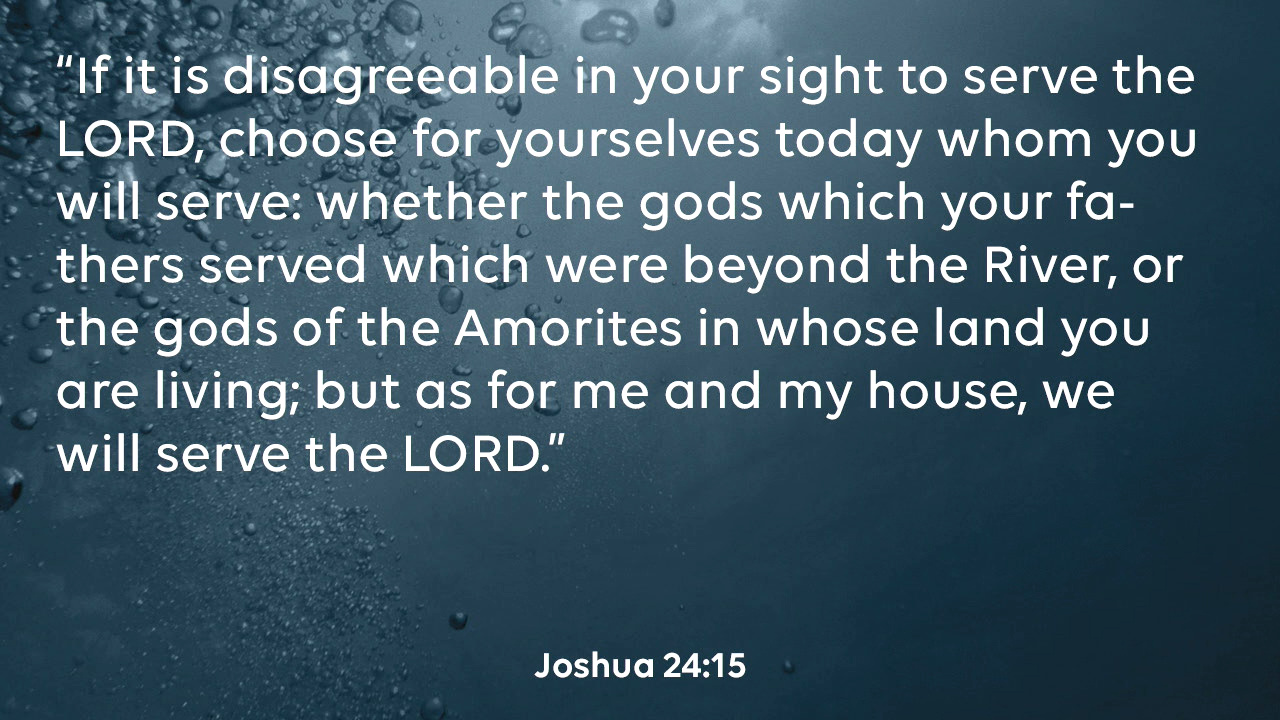 “If it is disagreeable in your sight to serve the
LORD, choose for yourselves today whom you
will serve: whether the gods which your fa-
thers served which were beyond the River, or
the gods of the Amorites in whose land you
are living; but as for me and my house, we
will serve the LORD.”
Joshua 24:15